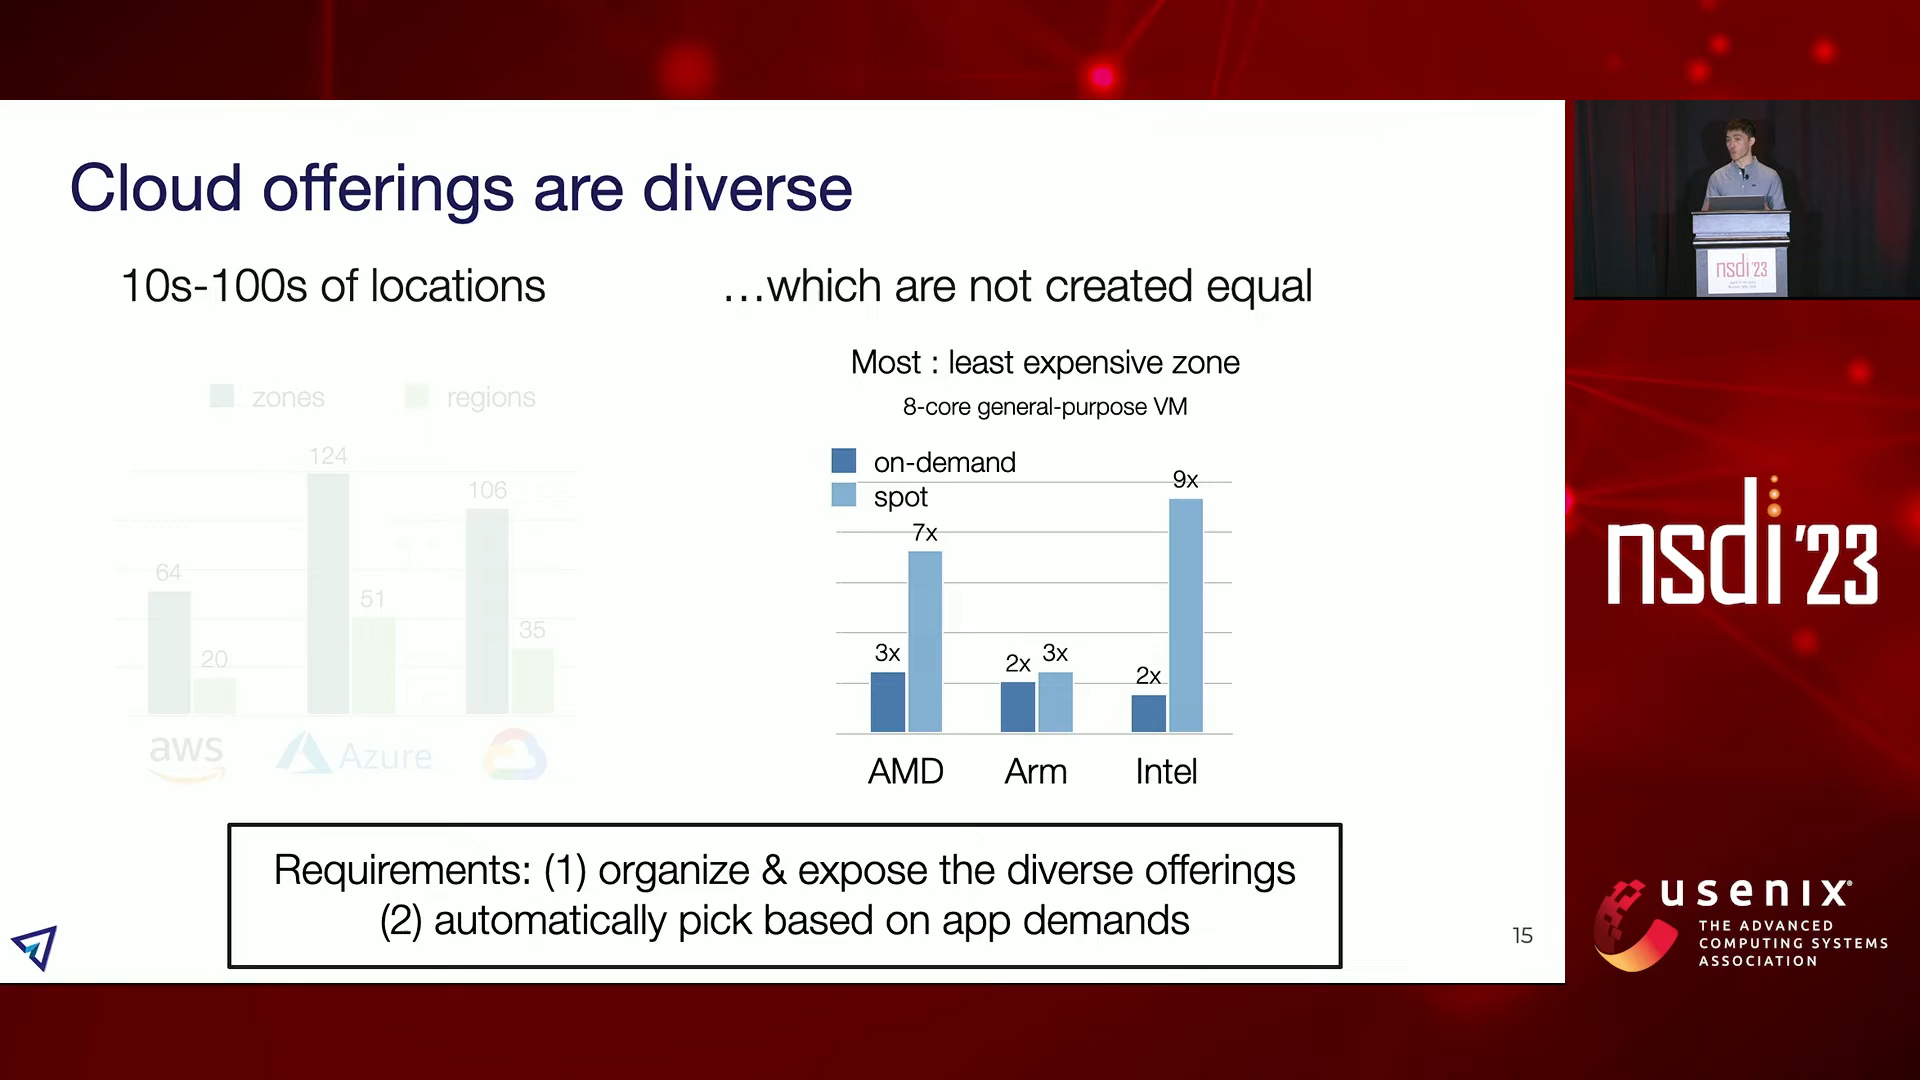 Cloud offerings are diverse
10s-100s of locations
zones
regions
124
106
64
51
35
20
aws
Azure
…which are not created equal
Most : least expensive zone
8-core general-purpose VM
on-demand
spot
9x
7x
3x
2x
3x
2x
AMD
Arm
Intel
Requirements: (1) organize & expose the diverse offerings
(2) automatically pick based on app demands
15
nsdi'23
nsdi '23
usenix®
THE ADVANCED
COMPUTING SYSTEMS
ASSOCIATION